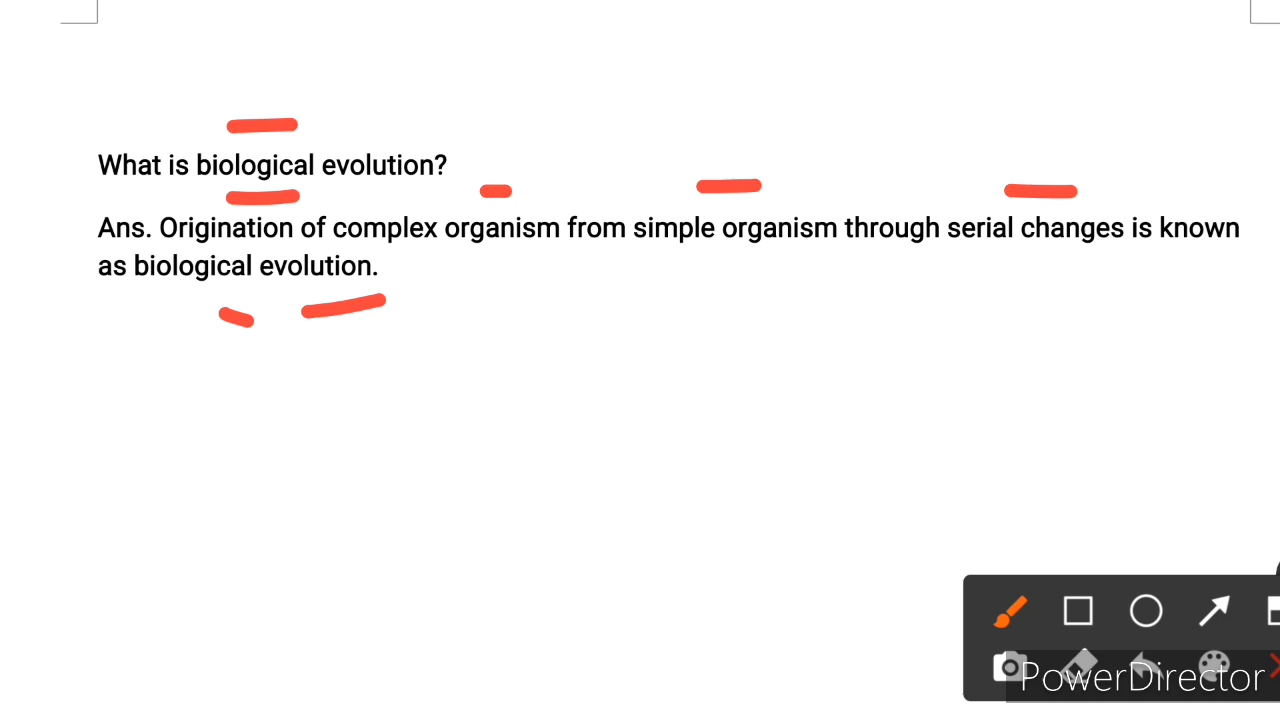 What is biological evolution?
Ans. Origination of complex organism from simple organism through serial changes is known
as biological evolution.
PowerDirector